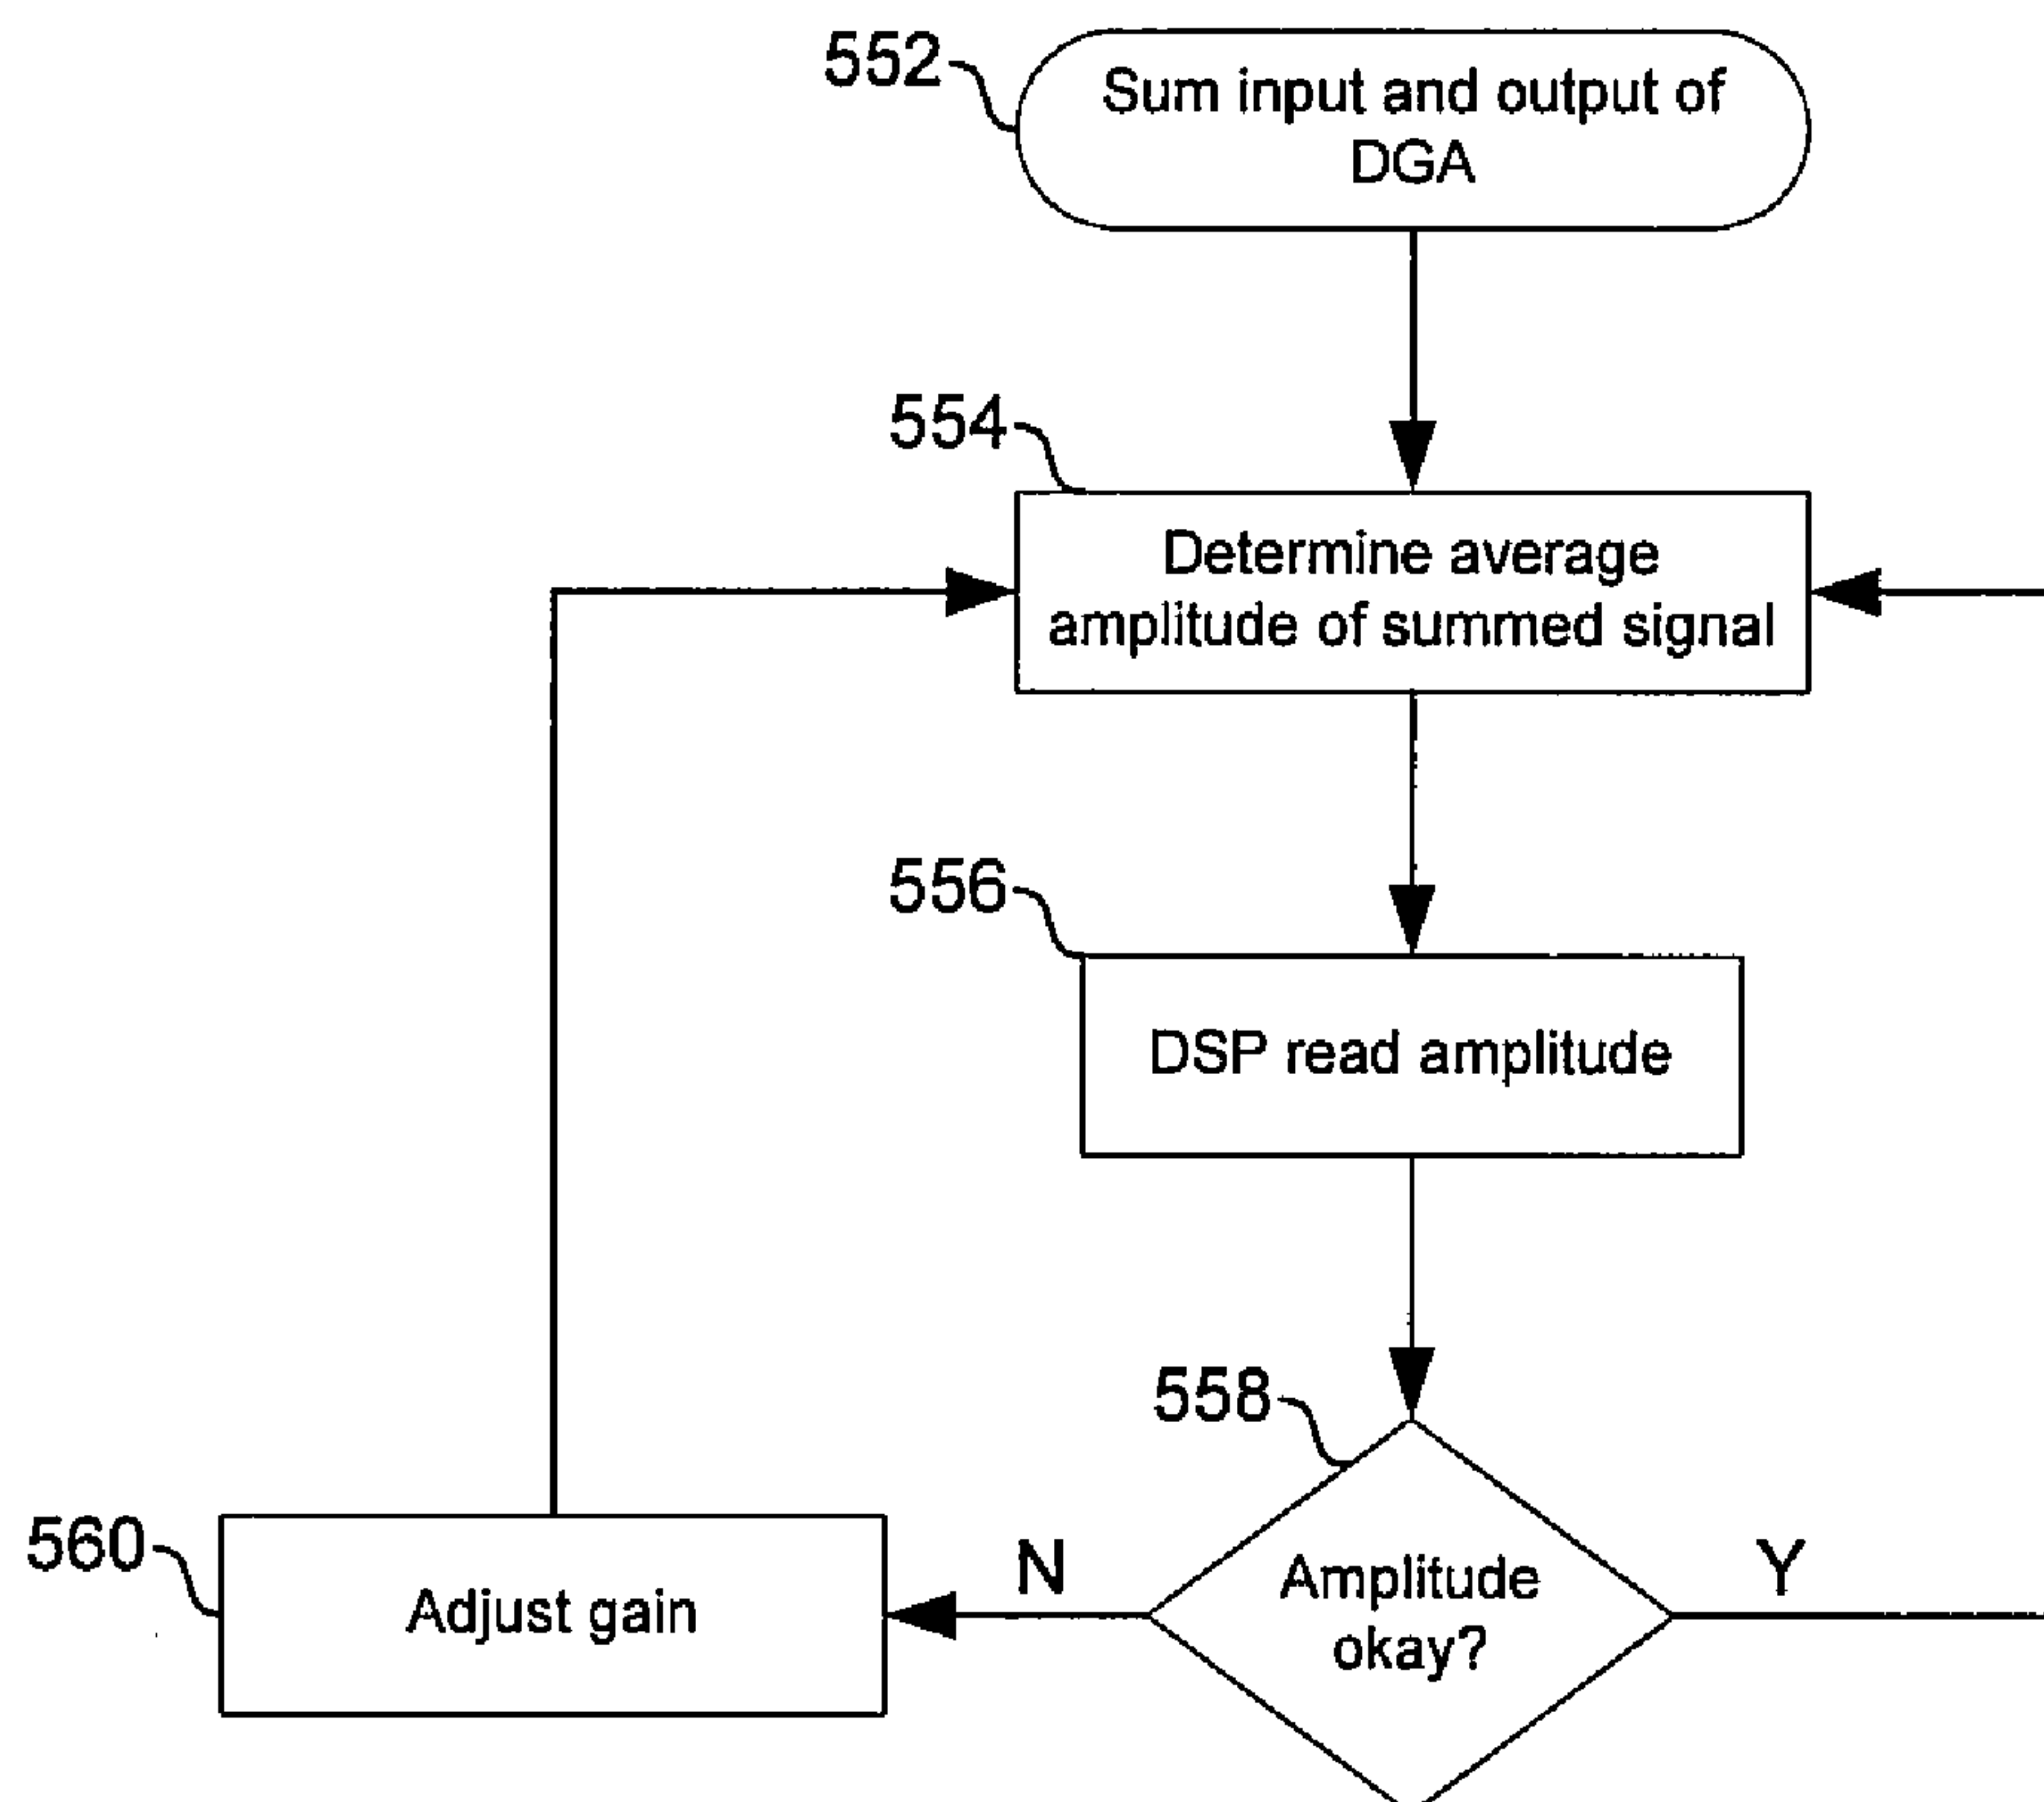 552
Sum input and output of
DGA
554
Determine average
amplitude of summed signal
556
DSP read amplitude
558
Amplitude
okay?
N
Y
560
Adjust gain